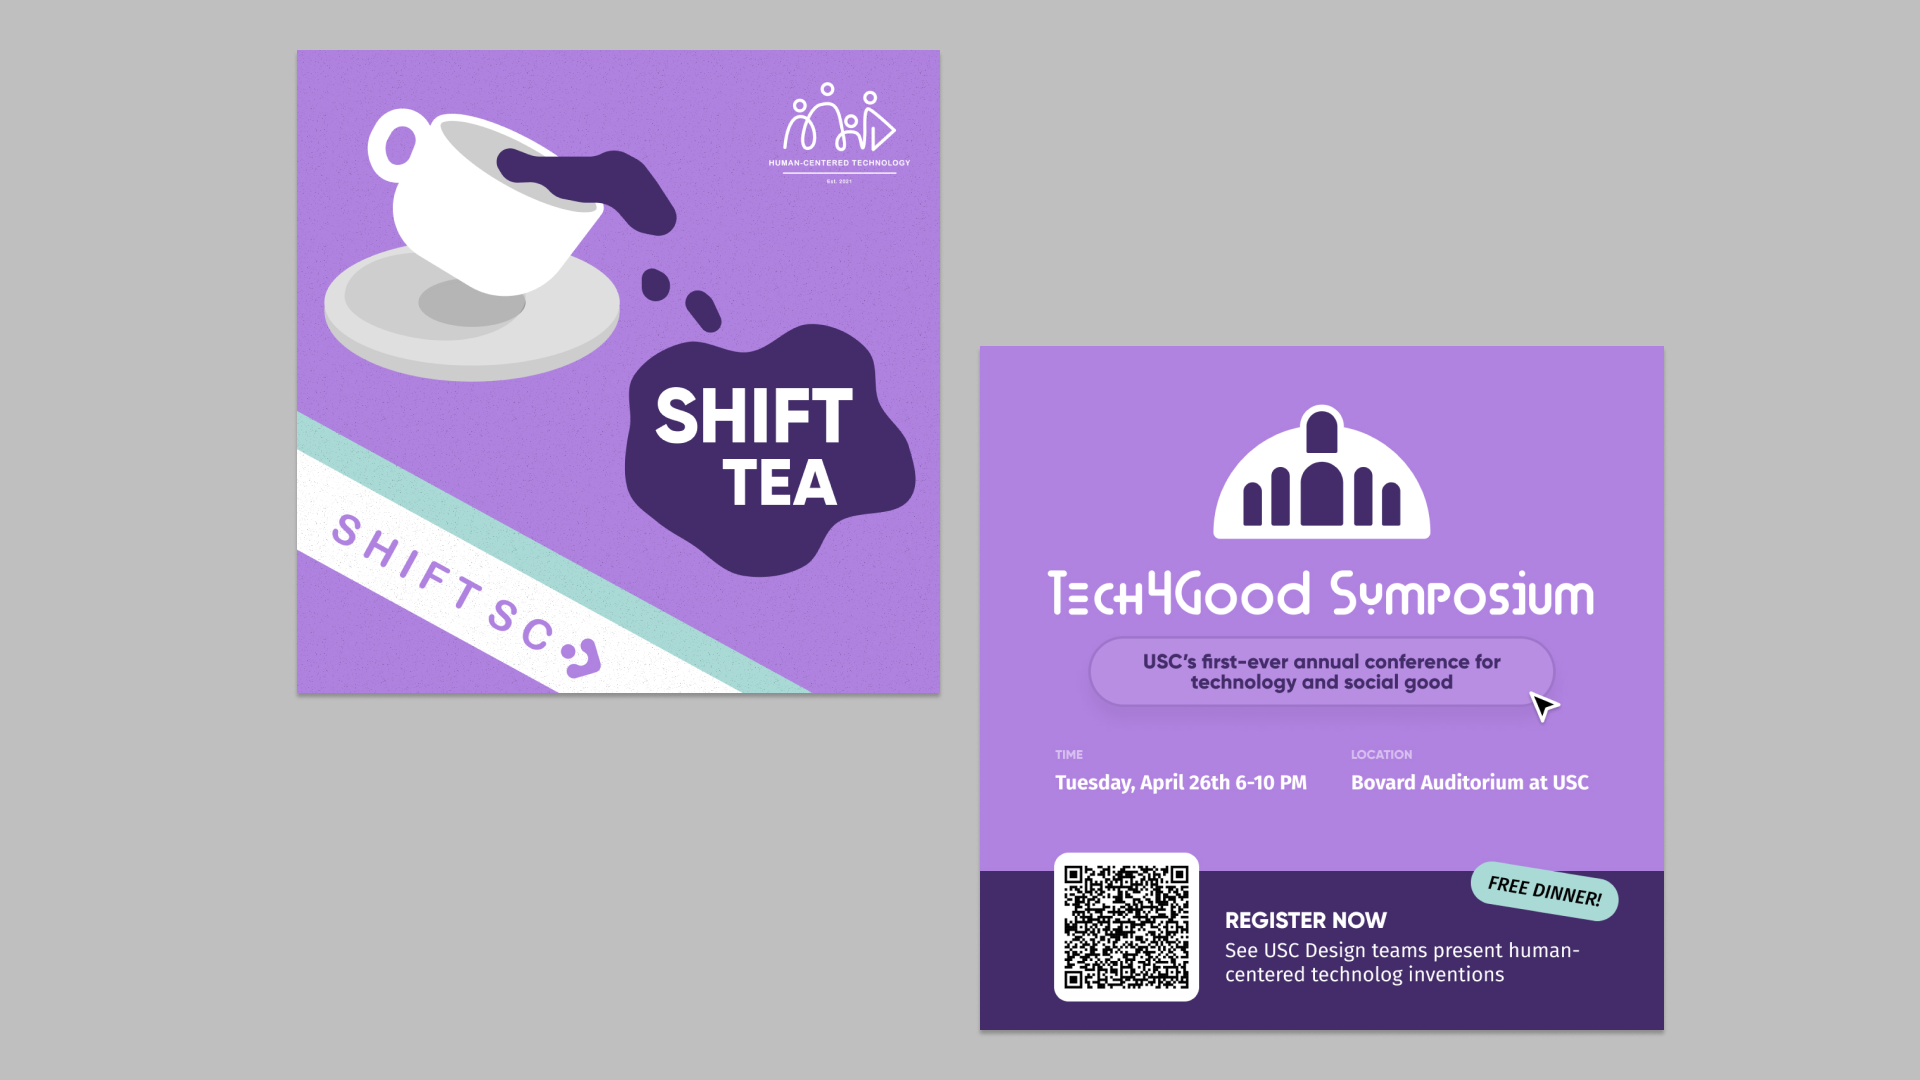 HUMAN-CENTERED TECHNOLOGY
Est. 2021
SHIFT
TEA
SHIFTSC
Tech4Good Symposium
USC's first-ever annual conference for
technology and social good
TIME
Tuesday, April 26th 6-10 PM
LOCATION
Bovard Auditorium at USC
FREE DINNER!
REGISTER NOW
See USC Design teams present human-
centered technolog inventions